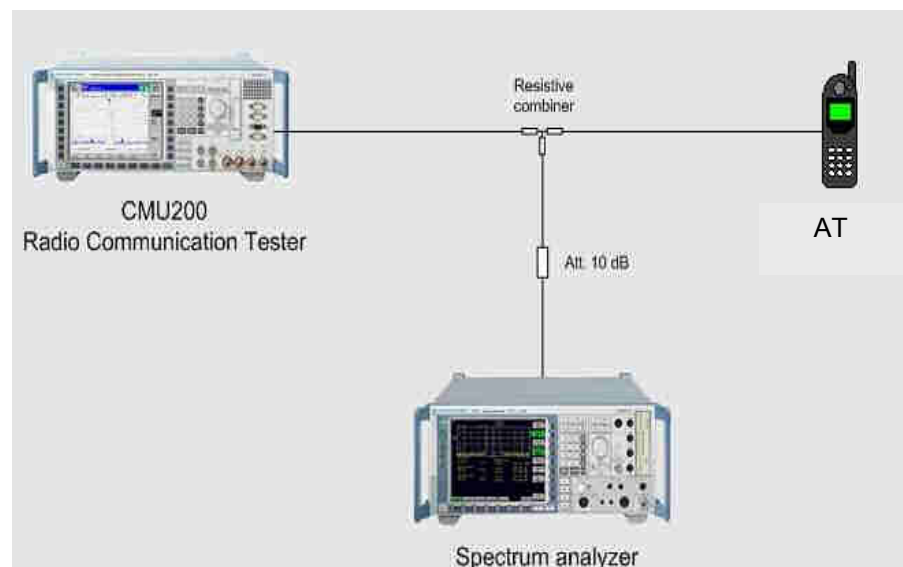 Resistive
combiner
CMU200
Radio Communication Tester
AT
Att. 10 dB
Spectrum analyzer